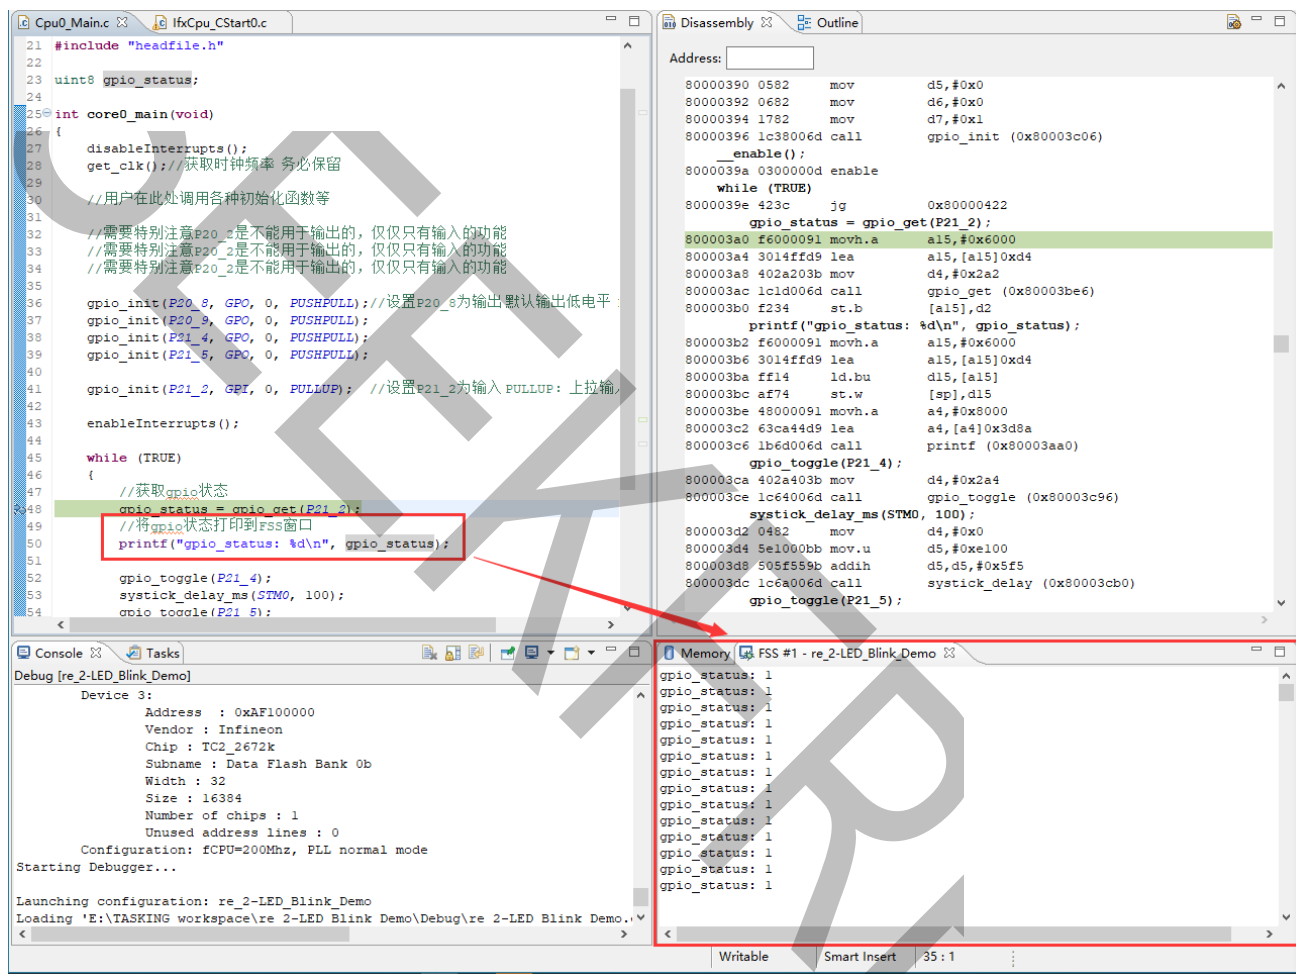 Cpu0_Main.c
IfxCpu_CStart0.c
21 #include "headfile.h"
22
23 uint8 gpio_status;
24
25 int core0_main(void)
26 {
27 disableInterrupts();
28 get_clk();//获取时钟频率 务必保留
29
30 //用户在此处调用各种初始化函数等
31
32 //需要特别注意P20_2是不能用于输出的，仅仅只有输入的功能
33 //需要特别注意P20_2是不能用于输出的，仅仅只有输入的功能
34 //需要特别注意P20_2是不能用于输出的，仅仅只有输入的功能
35
36 gpio_init(P20_8, GPO, 0, PUSHPULL);//设置P20_8为输出 默认输出低电平
37 gpio_init(P20_9, GPO, 0, PUSHPULL);
38 gpio_init(P21_4, GPO, 0, PUSHPULL);
39 gpio_init(P21_5, GPO, 0, PUSHPULL);
40
41 gpio_init(P21_2, GPI, 0, PULLUP); //设置P21_2为输入 PULLUP：上拉输入
42
43 enableInterrupts();
44
45 while (TRUE)
46 {
47 //获取gpio状态
48 gpio_status = gpio_get(P21_2);
49 //将gpio状态打印到FSS窗口
50 printf("gpio_status: %d\n", gpio_status);
51
52 gpio_toggle(P21_4);
53 systick_delay_ms(STM0, 100);
54 gpio_toggle(P21_5);
Disassembly
Outline
Address:
80000390 0582 mov d5,#0x0
80000392 0682 mov d6,#0x0
80000394 1782 mov d7,#0x1
80000396 1c38006d call gpio_init (0x80003c06)
__enable();
8000039a 0300000d enable
while (TRUE)
8000039e 423c jg 0x80000422
gpio_status = gpio_get(P21_2);
800003a0 f6000091 movh.a a15,#0x6000
800003a4 3014ffd9 lea a15,[a15]0xd4
800003a8 402a203b mov d4,#0x2a2
800003ac 1c1d006d call gpio_get (0x80003be6)
800003b0 f234 st.b [a15],d2
printf("gpio_status: %d\n", gpio_status);
800003b2 f6000091 movh.a a15,#0x6000
800003b6 3014ffd9 lea a15,[a15]0xd4
800003ba ff14 ld.bu d15,[a15]
800003bc af74 st.w [sp],d15
800003be 48000091 movh.a a4,#0x8000
800003c2 63ca44d9 lea a4,[a4]0x3d8a
800003c6 1b6d006d call printf (0x80003aa0)
gpio_toggle(P21_4);
800003ca 402a403b mov d4,#0x2a4
800003ce 1c64006d call gpio_toggle (0x80003c96)
systick_delay_ms(STM0, 100);
800003d2 0482 mov d4,#0x0
800003d4 5e1000bb mov.u d5,#0xe100
800003d8 505f559b addih d5,d5,#0x5f5
800003dc 1c6a006d call systick_delay (0x80003cb0)
gpio_toggle(P21_5);
Console
Tasks
Debug [re_2-LED_Blink_Demo]
Device 3:
Address : 0xAF100000
Vendor : Infineon
Chip : TC2_2672k
Subname : Data Flash Bank 0b
Width : 32
Size : 16384
Number of chips : 1
Unused address lines : 0
Configuration: fCPU=200Mhz, PLL normal mode
Starting Debugger...
Launching configuration: re_2-LED_Blink_Demo
Loading 'E:\TASKING workspace\re 2-LED Blink Demo\Debug\re 2-LED Blink Demo.
Memory
FSS #1 - re_2-LED_Blink_Demo
gpio_status: 1
gpio_status: 1
gpio_status: 1
gpio_status: 1
gpio_status: 1
gpio_status: 1
gpio_status: 1
gpio_status: 1
gpio_status: 1
gpio_status: 1
gpio_status: 1
gpio_status: 1
gpio_status: 1
gpio_status: 1
Writable
Smart Insert
35 : 1